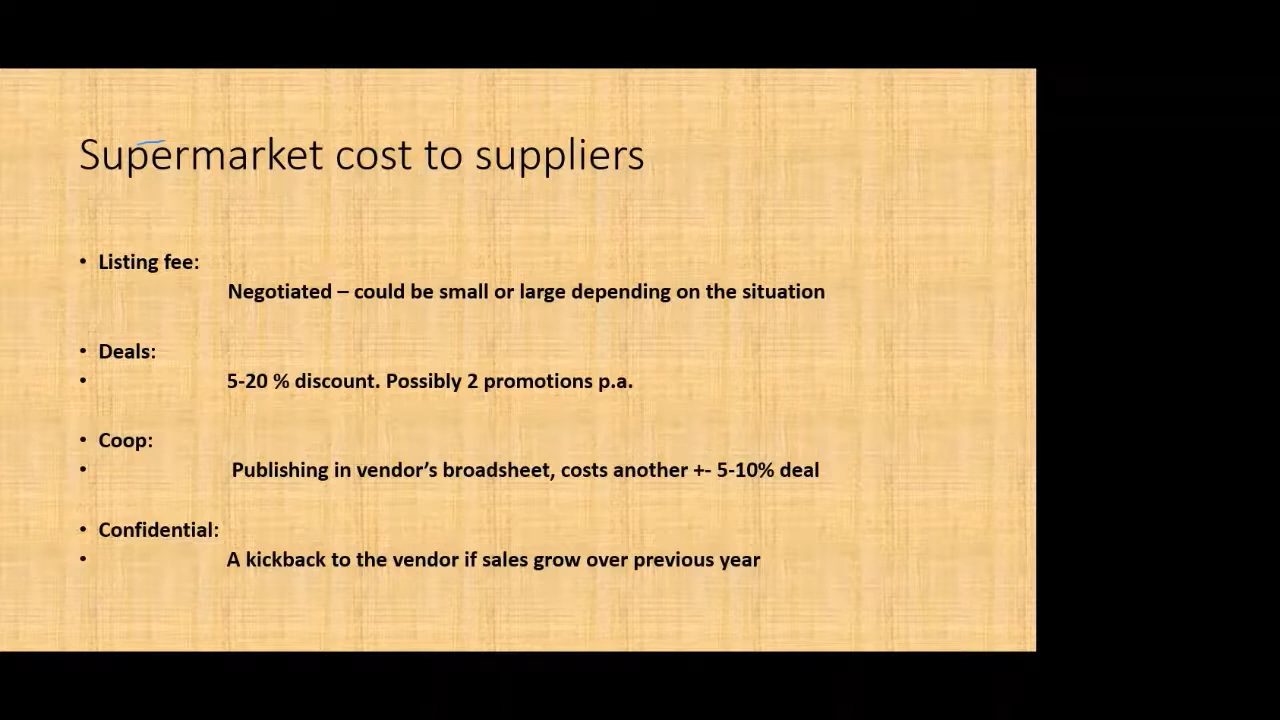 Supermarket cost to suppliers
• Listing fee:
Negotiated – could be small or large depending on the situation
• Deals:
• 5-20 % discount. Possibly 2 promotions p.a.
• Coop:
• Publishing in vendor’s broadsheet, costs another +- 5-10% deal
• Confidential:
• A kickback to the vendor if sales grow over previous year